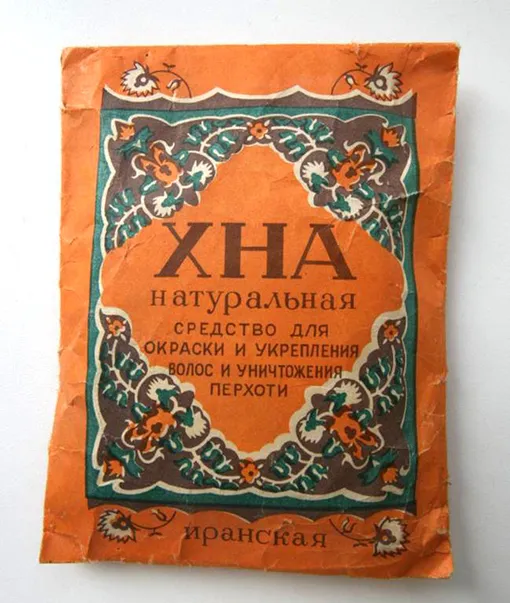 ХНА
натуральная
СРЕДСТВО ДЛЯ
ОКРАСКИ И УКРЕПЛЕНИЯ
ВОЛОС И УНИЧТОЖЕНИЯ
ПЕРХОТИ
иранская